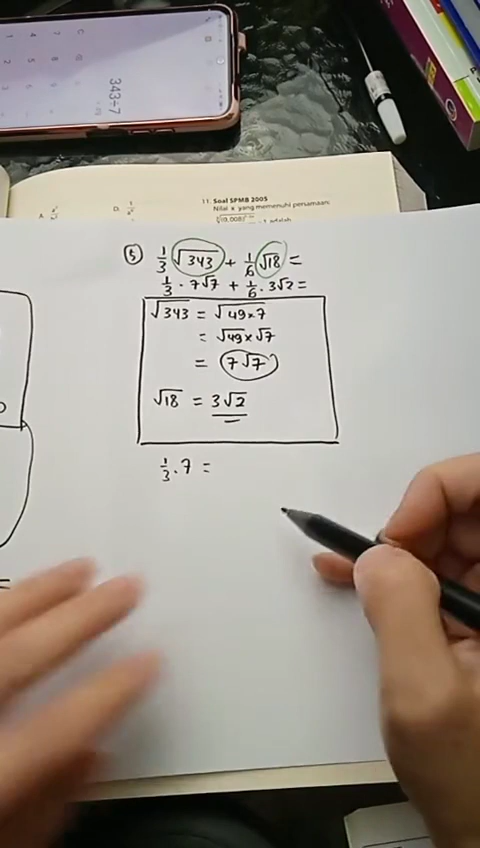 343÷7
11. Soal SPMB 2005
Nilai x yang memenuhi persamaan:
A.
D.
5 1/3 √343 + 1/6 √18 =
1/3 . 7√7 + 1/6 . 3√2 =
√343 = √49×7
= √49 × √7
= 7√7
√18 = 3√2
1/3 . 7 =